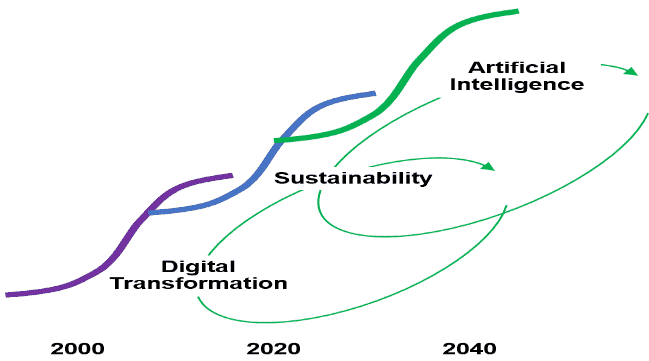 Artificial
Intelligence
Sustainability
Digital
Transformation
2000 2020 2040